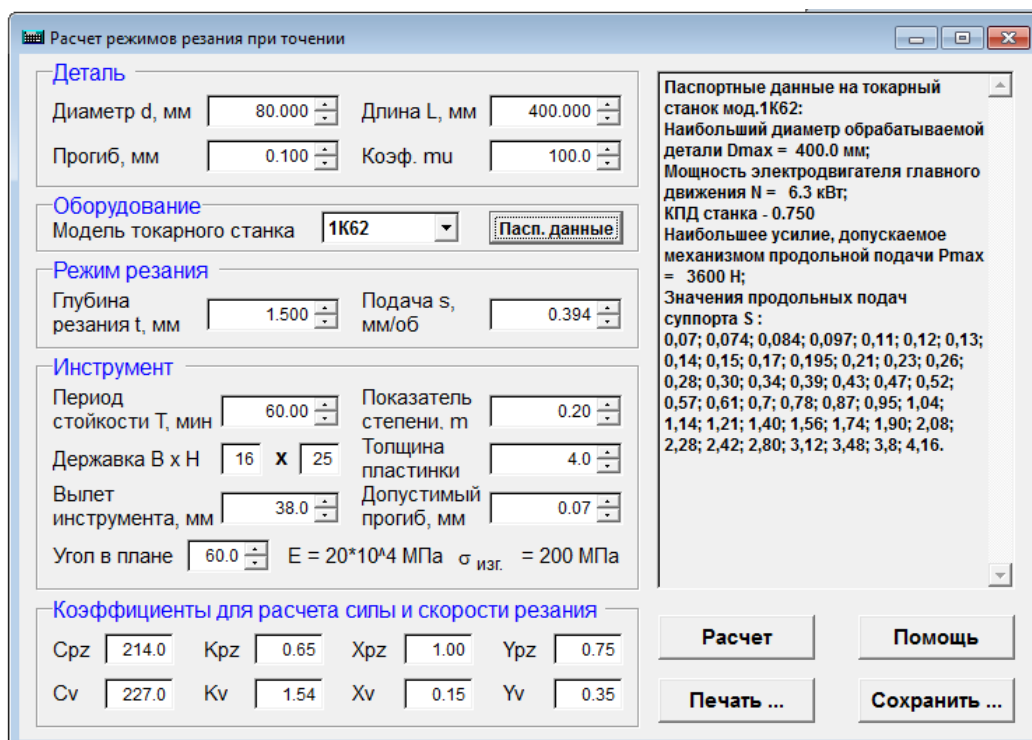 Расчет режимов резания при точении
Деталь
Диаметр d, мм 80.000 Длина L, мм 400.000
Прогиб, мм 0.100 Коэф. mu 100.0
Оборудование
Модель токарного станка 1К62 Пасп. данные
Режим резания
Глубина резания t, мм 1.500 Подача s, мм/об 0.394
Инструмент
Период стойкости Т, мин 60.00 Показатель степени, m 0.20
Державка В х Н 16 X 25 Толщина пластинки 4.0
Вылет инструмента, мм 38.0 Допустимый прогиб, мм 0.07
Угол в плане 60.0 E = 20*10^4 МПа σ изг. = 200 МПа
Коэффициенты для расчета силы и скорости резания
Cpz 214.0 Kpz 0.65 Xpz 1.00 Ypz 0.75
Cv 227.0 Kv 1.54 Xv 0.15 Yv 0.35
Паспортные данные на токарный
станок мод.1К62:
Наибольший диаметр обрабатываемой
детали Dmax = 400.0 мм;
Мощность электродвигателя главного
движения N = 6.3 кВт;
КПД станка - 0.750
Наибольшее усилие, допускаемое
механизмом продольной подачи Pmax
= 3600 Н;
Значения продольных подач
суппорта S :
0,07; 0,074; 0,084; 0,097; 0,11; 0,12; 0,13;
0,14; 0,15; 0,17; 0,195; 0,21; 0,23; 0,26;
0,28; 0,30; 0,34; 0,39; 0,43; 0,47; 0,52;
0,57; 0,61; 0,7; 0,78; 0,87; 0,95; 1,04;
1,14; 1,21; 1,40; 1,56; 1,74; 1,90; 2,08;
2,28; 2,42; 2,80; 3,12; 3,48; 3,8; 4,16.
Расчет Помощь
Печать ... Сохранить ...